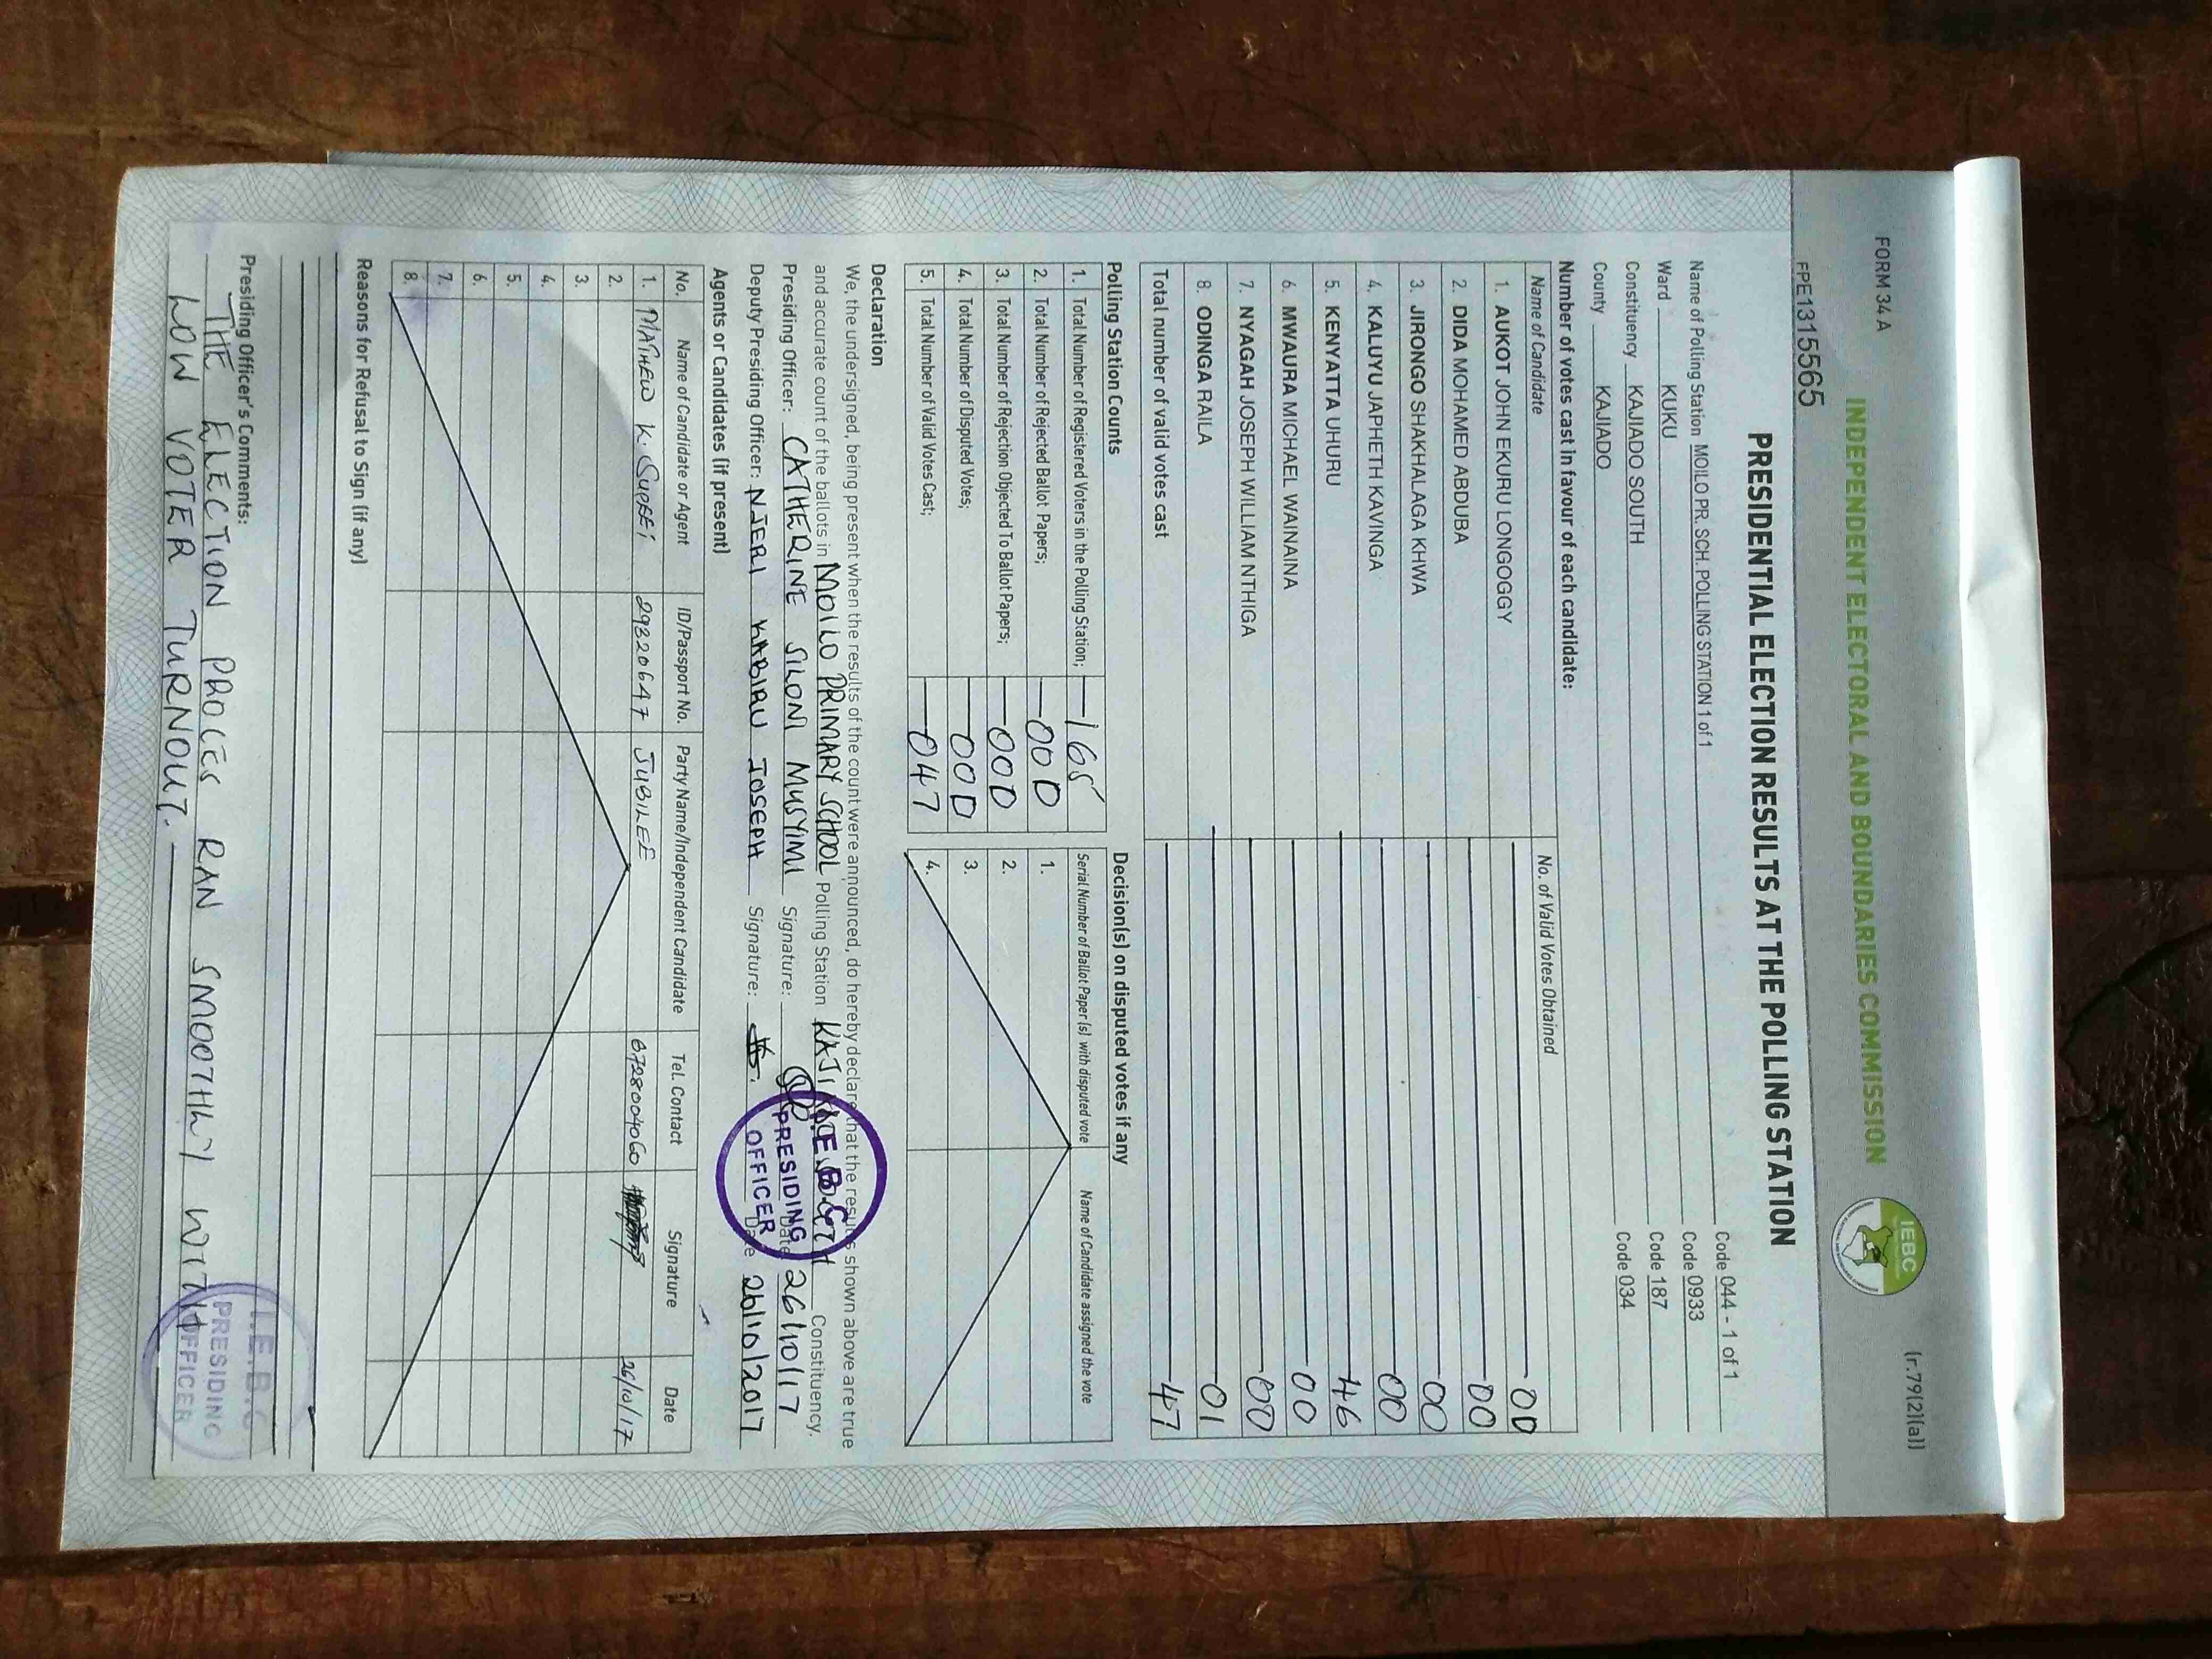 FORM 34 A
(r.79(2)(a))
INDEPENDENT ELECTORAL AND BOUNDARIES COMMISSION
IEBC
FPE1315565
PRESIDENTIAL ELECTION RESULTS AT THE POLLING STATION
Name of Polling Station MOILO PR. SCH. POLLING STATION 1 of 1 Code 044 - 1 of 1
Ward KUKU Code 0933
Constituency KAJIADO SOUTH Code 187
County KAJIADO Code 034
Number of votes cast in favour of each candidate:
Name of Candidate No. of Valid Votes Obtained
1. AUKOT JOHN EKURU LONGOGGY 00
2. DIDA MOHAMED ABDUBA 00
3. JIRONGO SHAKHALAGA KHWA 00
4. KALUYU JAPHETH KAVINGA 00
5. KENYATTA UHURU 46
6. MWAURA MICHAEL WAINAINA 00
7. NYAGAH JOSEPH WILLIAM NTHIGA 00
8. ODINGA RAILA 01
Total number of valid votes cast 47
Polling Station Counts
1. Total Number of Registered Voters in the Polling Station; 165
2. Total Number of Rejected Ballot Papers; 000
3. Total Number of Rejection Objected To Ballot Papers; 000
4. Total Number of Disputed Votes; 000
5. Total Number of Valid Votes Cast; 047
Decision(s) on disputed votes if any
Serial Number of Ballot Paper (s) with disputed vote Name of Candidate assigned the vote
1.
2.
3.
4.
Declaration
We, the undersigned, being present when the results of the count were announced, do hereby declare that the results shown above are true
and accurate count of the ballots in MOILO PRIMARY SCHOOL Polling Station Constituency.
Presiding Officer: CATHERINE SILONI MUSYIMI Signature: Date 26/10/17
Deputy Presiding Officer: NJERI KABIRU JOSEPH Signature: Date 26/10/2017
I.E.B.C
PRESIDING
OFFICER
Agents or Candidates (if present)
No. Name of Candidate or Agent ID/Passport No. Party Name/Independent Candidate Tel. Contact Signature Date
1. MATHEW K. 29320647 JUBILEE 0728004060 26/10/17
2.
3.
4.
5.
6.
7.
8.
Reasons for Refusal to Sign (if any)
Presiding Officer's Comments:
THE ELECTION PROCES RAN SMOOTHLY WITH
LOW VOTER TURNOUT.
I.E.B.C
PRESIDING
OFFICER